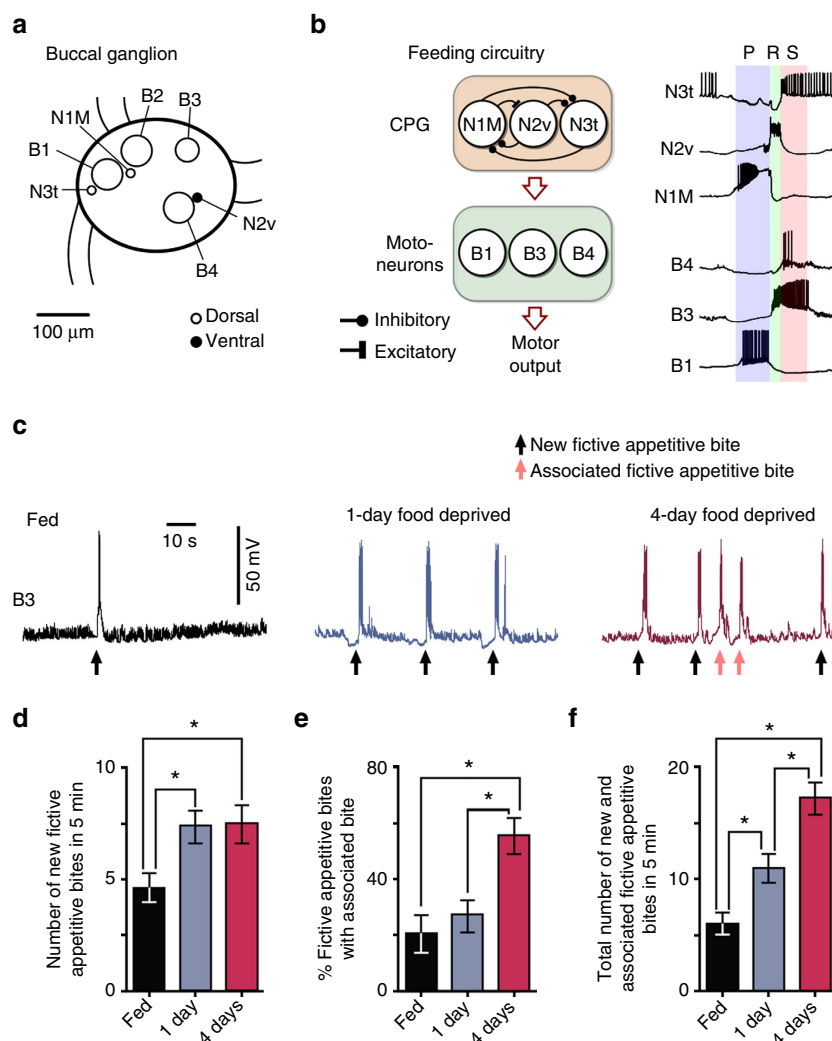 a
Buccal ganglion
B2
B3
N1M
B1
N3t
N2v
B4
100 μm
Dorsal
Ventral
b
Feeding circuitry
CPG
N1M N2v N3t
Moto-
neurons
B1 B3 B4
Inhibitory
Excitatory
Motor
output
P R S
N3t
N2v
N1M
B4
B3
B1
c
New fictive appetitive bite
Associated fictive appetitive bite
Fed
10 s
50 mV
B3
1-day food deprived
4-day food deprived
d
Number of new fictive
appetitive bites in 5 min
10
5
0
*
*
Fed
1 day
4 days
e
% Fictive appetitive bites
with associated bite
80
40
0
*
*
Fed
1 day
4 days
f
Total number of new and
associated fictive appetitive
bites in 5 min
20
10
0
*
*
*
Fed
1 day
4 days